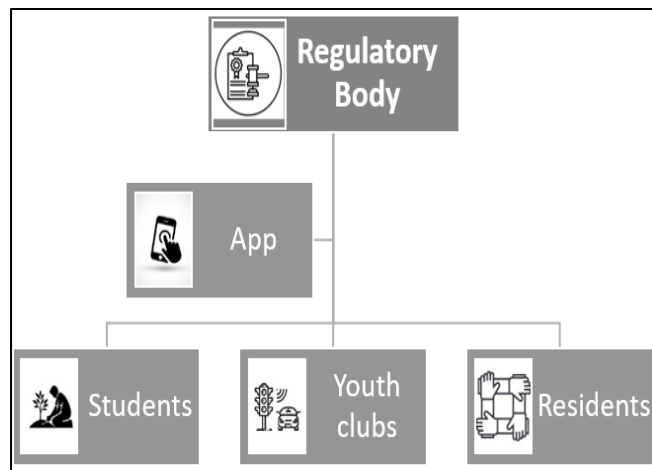 Regulatory
Body
App
Students
Youth
clubs
Residents